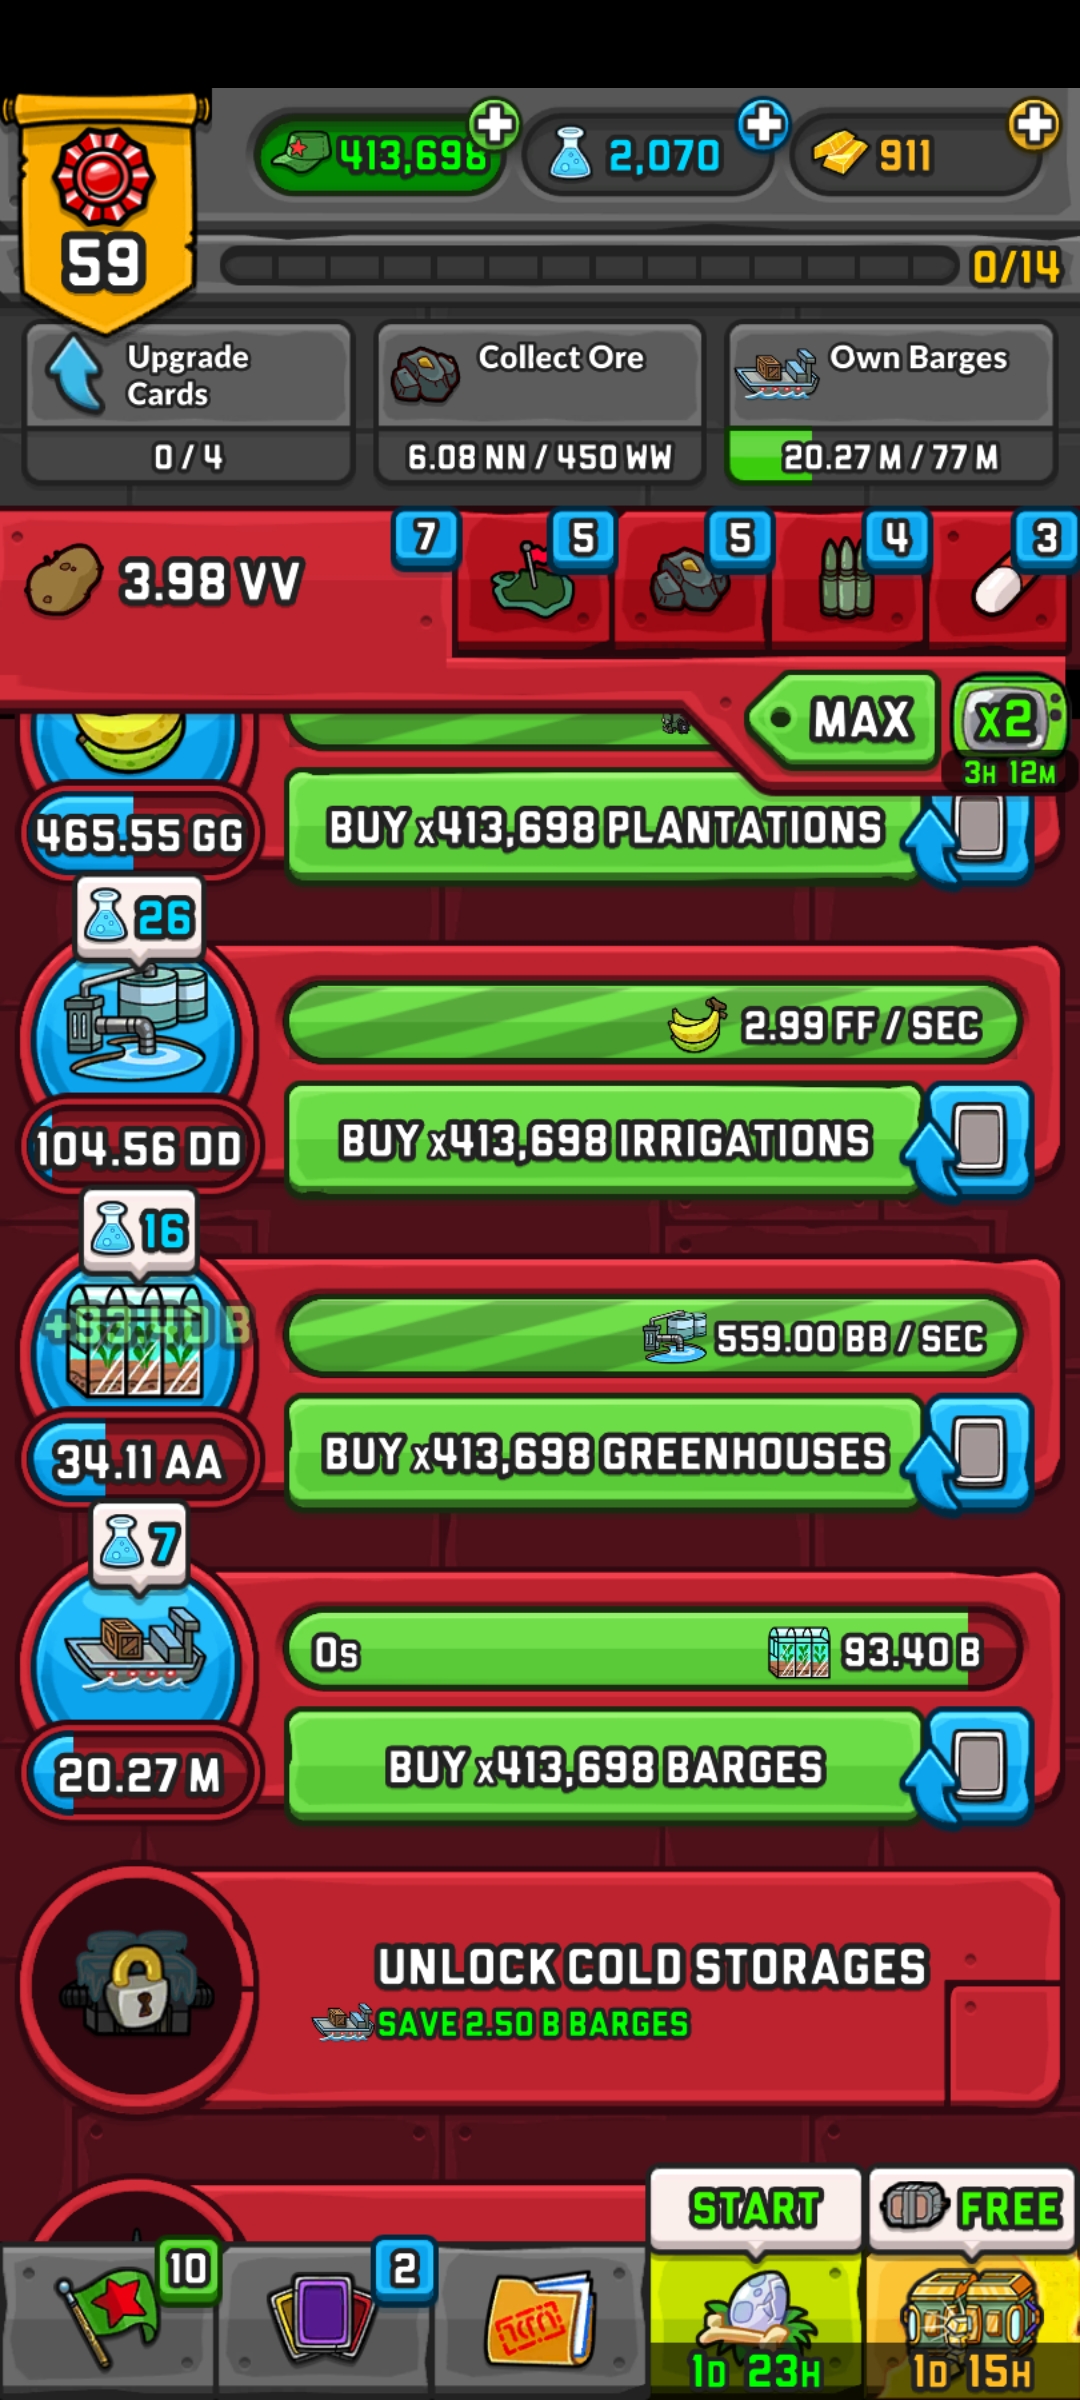 413,698
2,070
911
59
0/14
Upgrade
Cards
0 / 4
Collect Ore
6.08 NN / 450 WW
Own Barges
20.27 M / 77 M
3.98 VV
7
5
5
4
3
MAX
x2
3H 12M
465.55 GG
BUY x413,698 PLANTATIONS
26
2.99 FF / SEC
104.56 DD
BUY x413,698 IRRIGATIONS
16
+93.40 B
559.00 BB / SEC
34.11 AA
BUY x413,698 GREENHOUSES
7
0s
93.40 B
20.27 M
BUY x413,698 BARGES
UNLOCK COLD STORAGES
SAVE 2.50 B BARGES
START
FREE
10
2
1D 23H
1D 15H